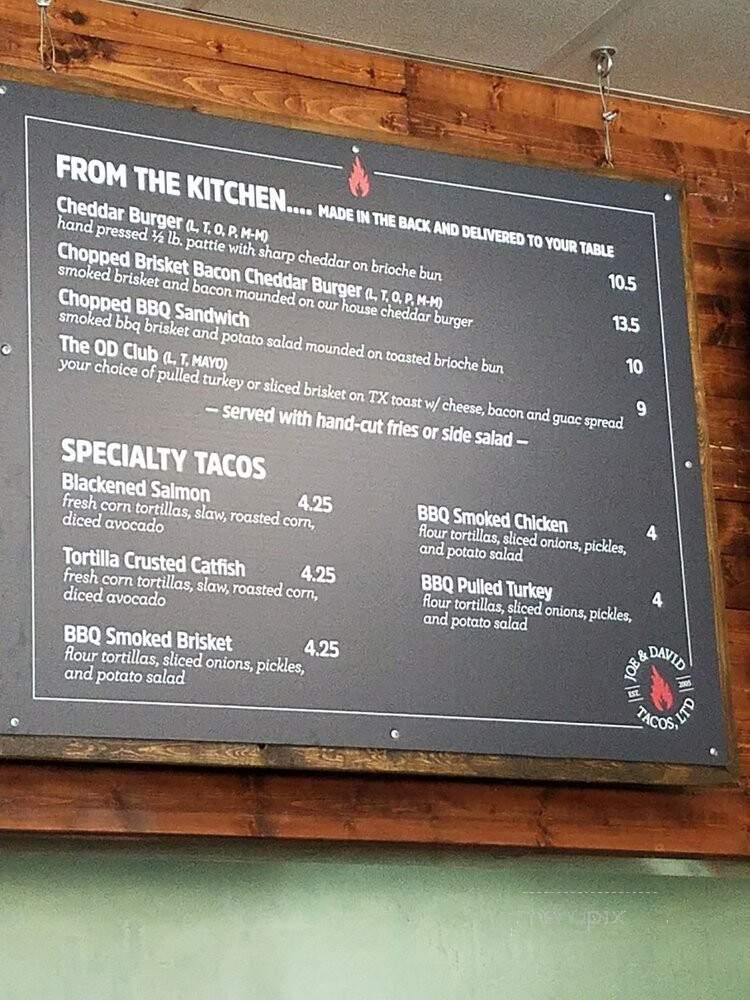 FROM THE KITCHEN.... MADE IN THE BACK AND DELIVERED TO YOUR TABLE
Cheddar Burger (L, T, O, P, M-M) 10.5
hand pressed ½ lb. pattie with sharp cheddar on brioche bun
Chopped Brisket Bacon Cheddar Burger (L, T, O, P, M-M) 13.5
smoked brisket and bacon mounded on our house cheddar burger
Chopped BBQ Sandwich 10
smoked bbq brisket and potato salad mounded on toasted brioche bun
The OD Club (L, T, MAYO) 9
your choice of pulled turkey or sliced brisket on TX toast w/ cheese, bacon and guac spread
— served with hand-cut fries or side salad —
SPECIALTY TACOS
Blackened Salmon 4.25
fresh corn tortillas, slaw, roasted corn,
diced avocado
Tortilla Crusted Catfish 4.25
fresh corn tortillas, slaw, roasted corn,
diced avocado
BBQ Smoked Brisket 4.25
flour tortillas, sliced onions, pickles,
and potato salad
BBQ Smoked Chicken 4
flour tortillas, sliced onions, pickles,
and potato salad
BBQ Pulled Turkey 4
flour tortillas, sliced onions, pickles,
and potato salad
JOE & DAVID
EST. 2005
TACOS, LTD